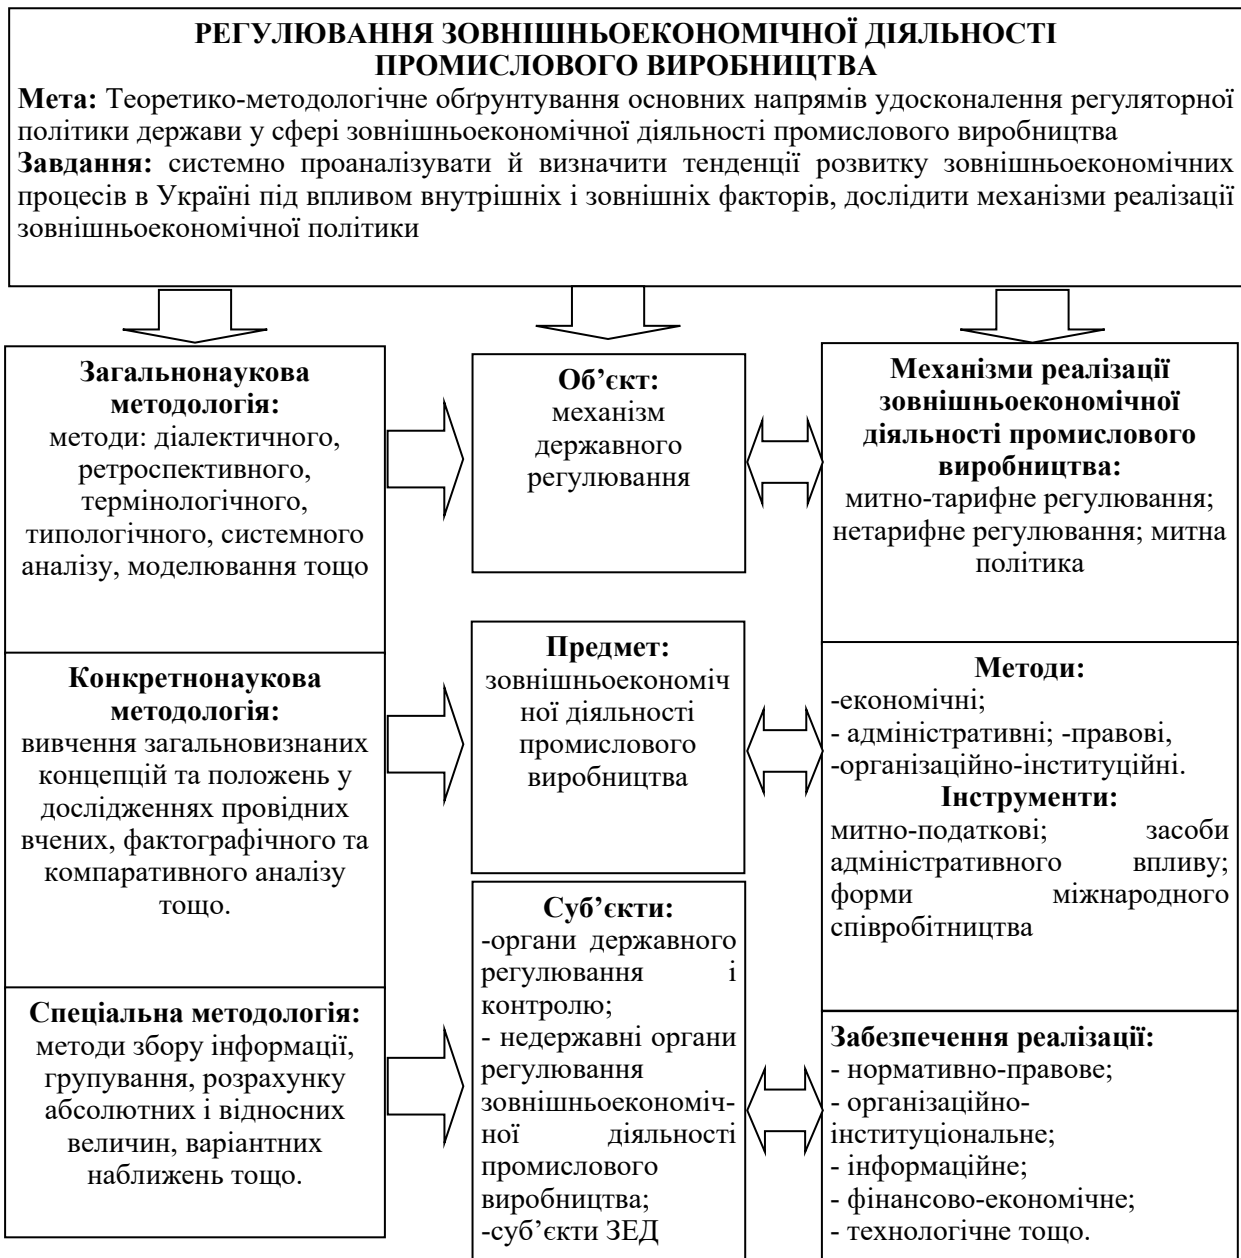 РЕГУЛЮВАННЯ ЗОВНІШНЬОЕКОНОМІЧНОЇ ДІЯЛЬНОСТІ
ПРОМИСЛОВОГО ВИРОБНИЦТВА
Мета: Теоретико-методологічне обґрунтування основних напрямів удосконалення регуляторної
політики держави у сфері зовнішньоекономічної діяльності промислового виробництва
Завдання: системно проаналізувати й визначити тенденції розвитку зовнішньоекономічних
процесів в Україні під впливом внутрішніх і зовнішніх факторів, дослідити механізми реалізації
зовнішньоекономічної політики
Загальнонаукова
методологія:
методи: діалектичного,
ретроспективного,
термінологічного,
типологічного, системного
аналізу, моделювання тощо
Конкретнонаукова
методологія:
вивчення загальновизнаних
концепцій та положень у
дослідженнях провідних
вчених, фактографічного та
компаративного аналізу
тощо.
Спеціальна методологія:
методи збору інформації,
групування, розрахунку
абсолютних і відносних
величин, варіантних
наближень тощо.
Об’єкт:
механізм
державного
регулювання
Предмет:
зовнішньоекономіч
ної діяльності
промислового
виробництва
Суб’єкти:
-органи державного
регулювання і
контролю;
- недержавні органи
регулювання
зовнішньоекономіч-
ної діяльності
промислового
виробництва;
-суб’єкти ЗЕД
Механізми реалізації
зовнішньоекономічної
діяльності промислового
виробництва:
митно-тарифне регулювання;
нетарифне регулювання; митна
політика
Методи:
-економічні;
- адміністративні; -правові,
-організаційно-інституційні.
Інструменти:
митно-податкові; засоби
адміністративного впливу;
форми міжнародного
співробітництва
Забезпечення реалізації:
- нормативно-правове;
- організаційно-
інституціональне;
- інформаційне;
- фінансово-економічне;
- технологічне тощо.